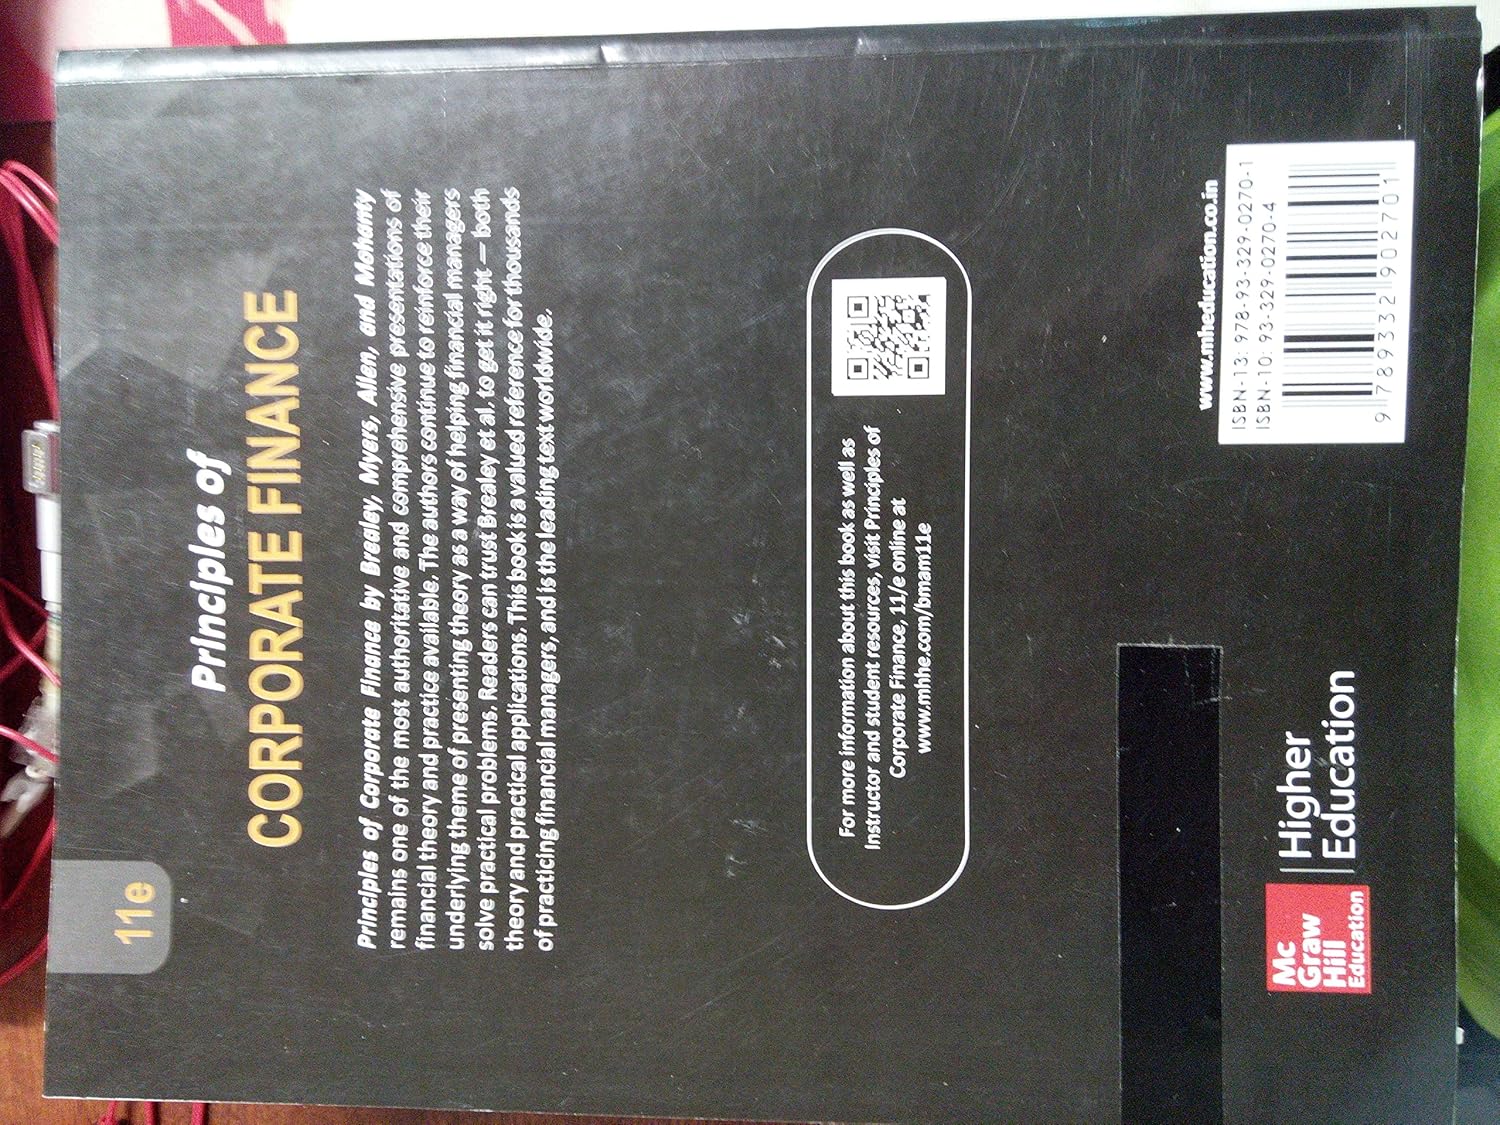 11e
Principles of
CORPORATE FINANCE
Principles of Corporate Finance by Brealey, Myers, Allen, and Mohanty
remains one of the most authoritative and comprehensive presentations of
financial theory and practice available. The authors continue to reinforce their
underlying theme of presenting theory as a way of helping financial managers
solve practical problems. Readers can trust Brealey et al. to get it right — both
theory and practical applications. This book is a valued reference for thousands
of practicing financial managers, and is the leading text worldwide.
For more information about this book as well as
instructor and student resources, visit Principles of
Corporate Finance, 11/e online at
www.mhhe.com/bmam11e
Mc
Graw
Hill
Education
Higher
Education
www.mheducation.co.in
ISBN-13: 978-93-329-0270-1
ISBN-10: 93-329-0270-4
9 789332 902701